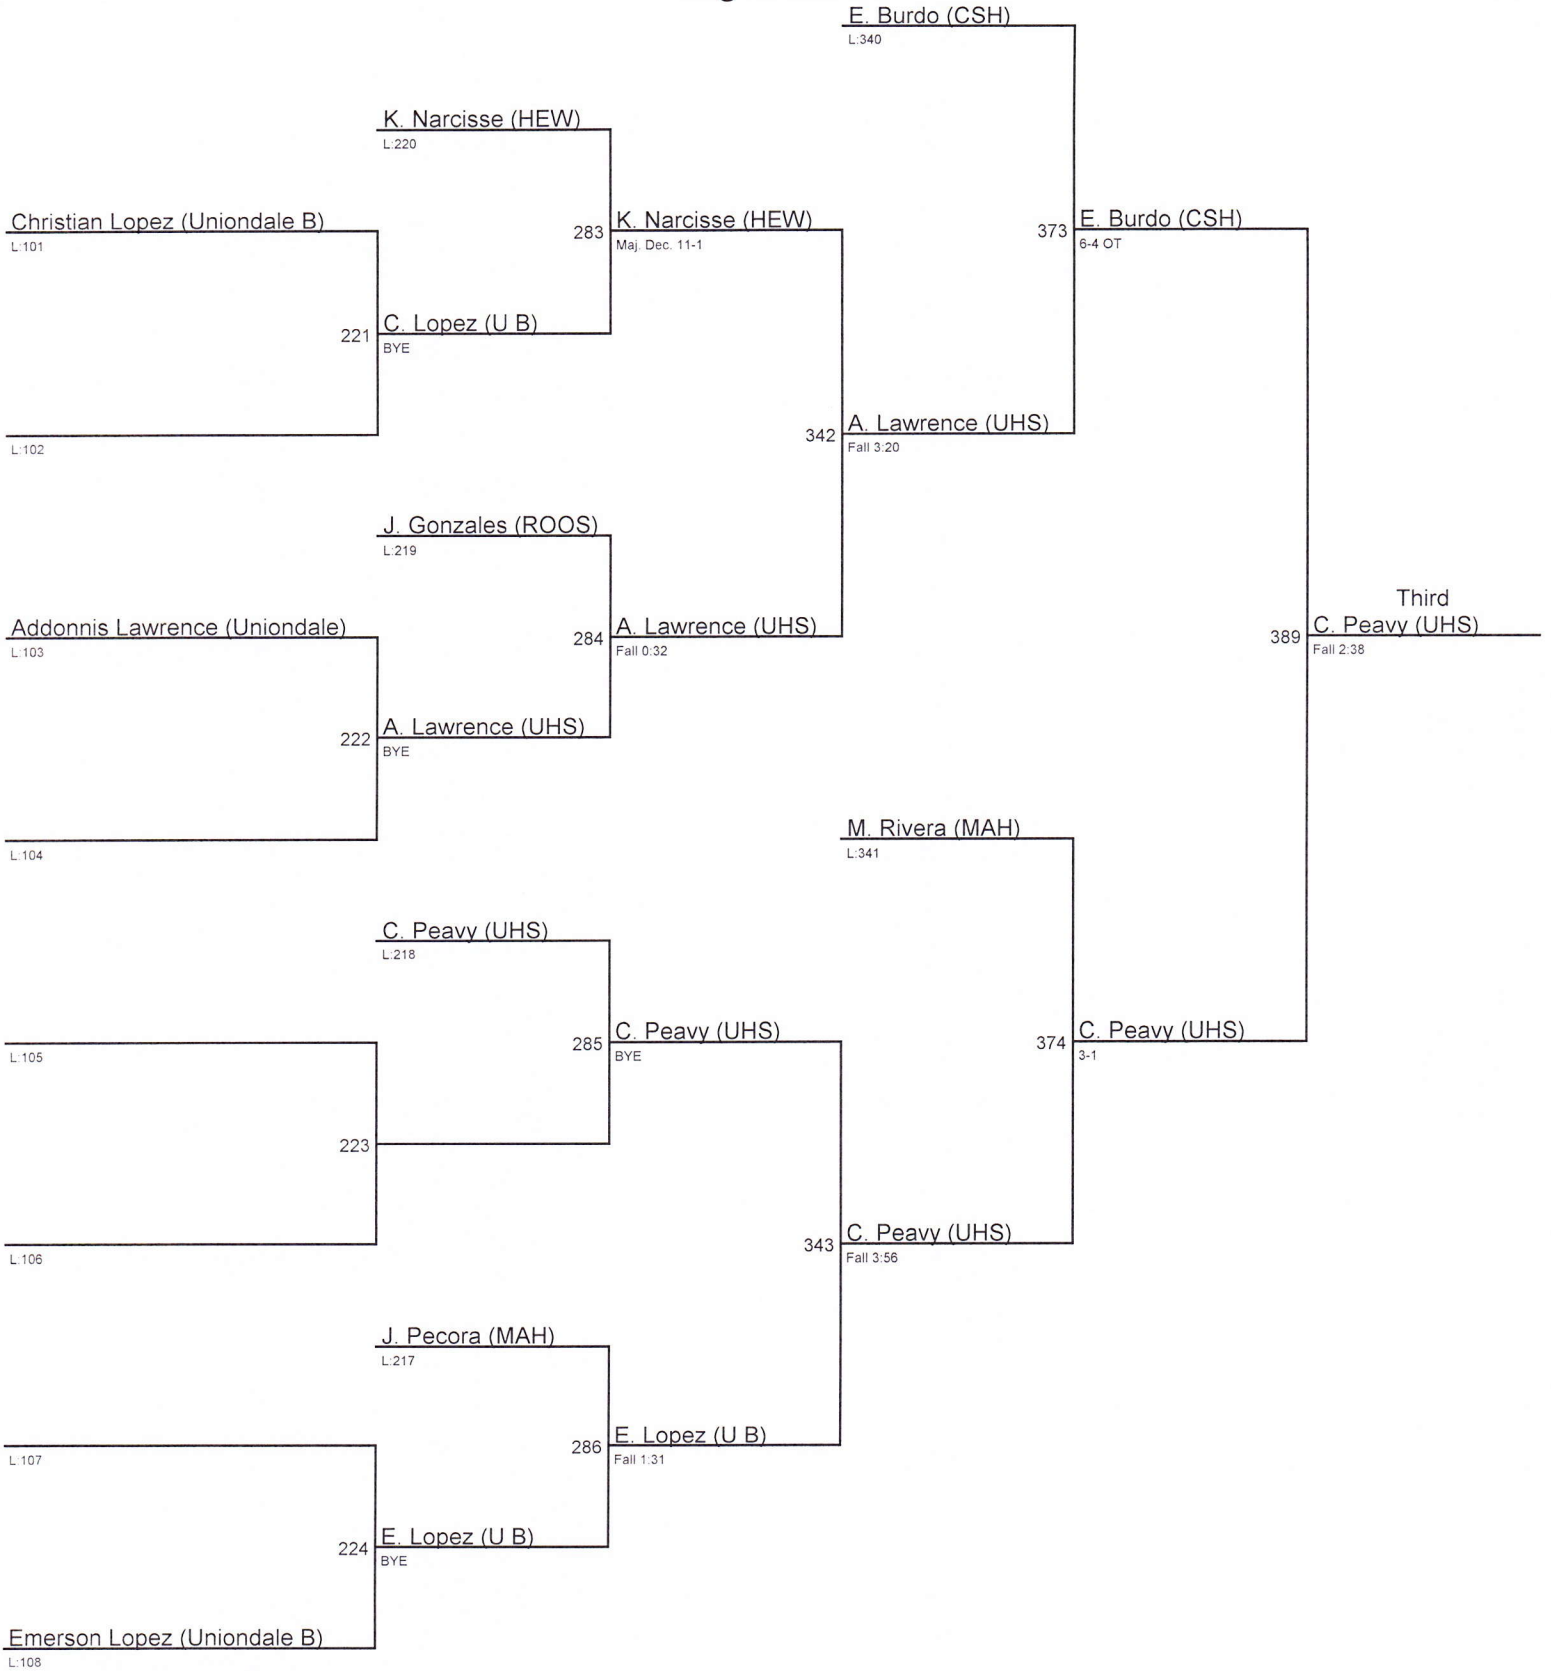 E. Burdo (CSH)
L:340
K. Narcisse (HEW)
L:220
Christian Lopez (Uniondale B)
L:101
283
K. Narcisse (HEW)
Maj. Dec. 11-1
373
E. Burdo (CSH)
6-4 OT
221
C. Lopez (U B)
BYE
L:102
342
A. Lawrence (UHS)
Fall 3:20
J. Gonzales (ROOS)
L:219
Addonnis Lawrence (Uniondale)
L:103
284
A. Lawrence (UHS)
Fall 0:32
Third
389
C. Peavy (UHS)
Fall 2:38
222
A. Lawrence (UHS)
BYE
L:104
M. Rivera (MAH)
L:341
C. Peavy (UHS)
L:218
L:105
285
C. Peavy (UHS)
BYE
374
C. Peavy (UHS)
3-1
223
L:106
343
C. Peavy (UHS)
Fall 3:56
J. Pecora (MAH)
L:217
L:107
286
E. Lopez (U B)
Fall 1:31
224
E. Lopez (U B)
BYE
Emerson Lopez (Uniondale B)
L:108